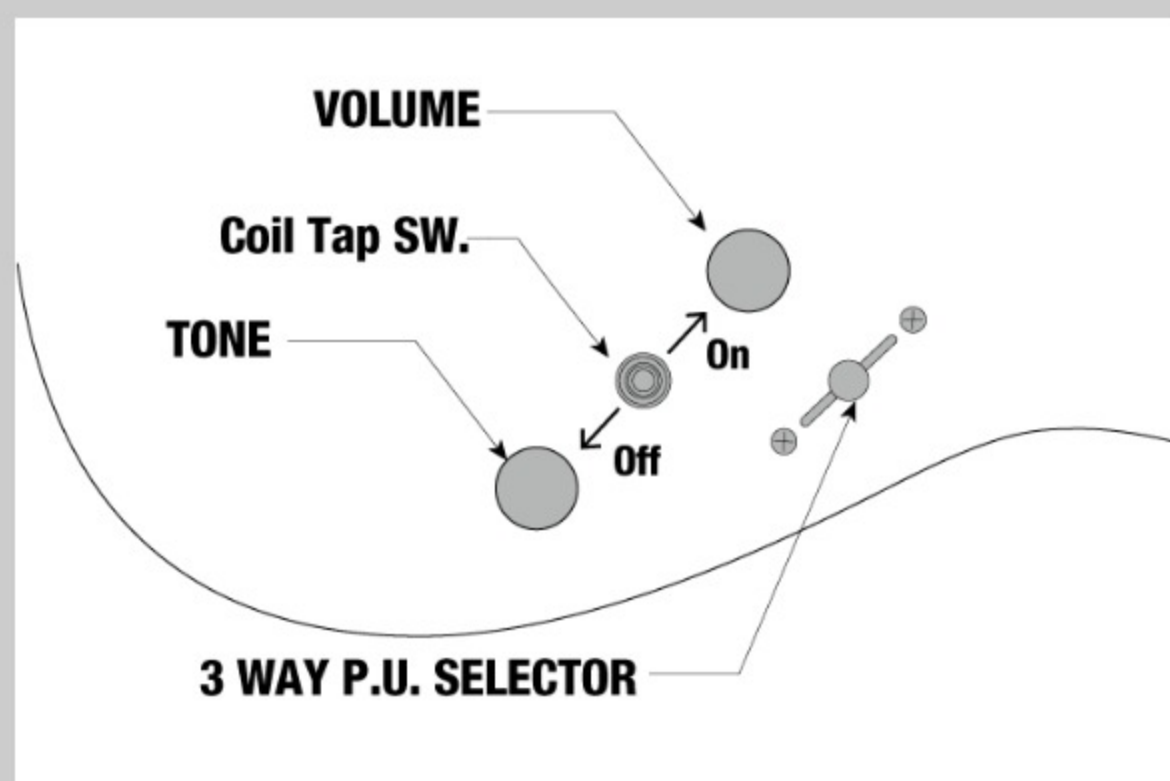 VOLUME
Coil Tap SW.
TONE
On
Off
3 WAY P.U. SELECTOR